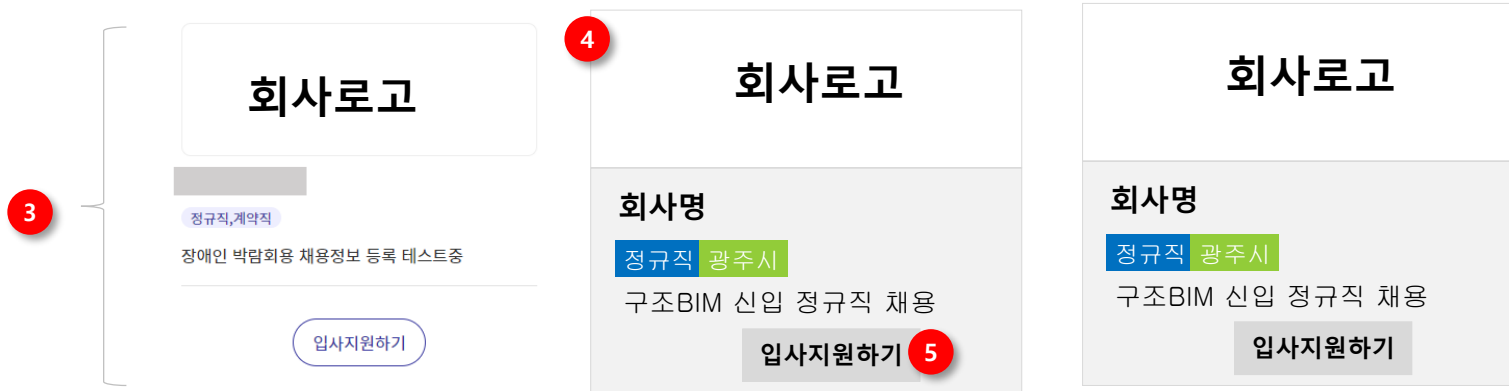 3
회사로고
정규직,계약직
장애인 박람회용 채용정보 등록 테스트중
입사지원하기
4
회사로고
회사명
정규직 광주시
구조BIM 신입 정규직 채용
입사지원하기 5
회사로고
회사명
정규직 광주시
구조BIM 신입 정규직 채용
입사지원하기